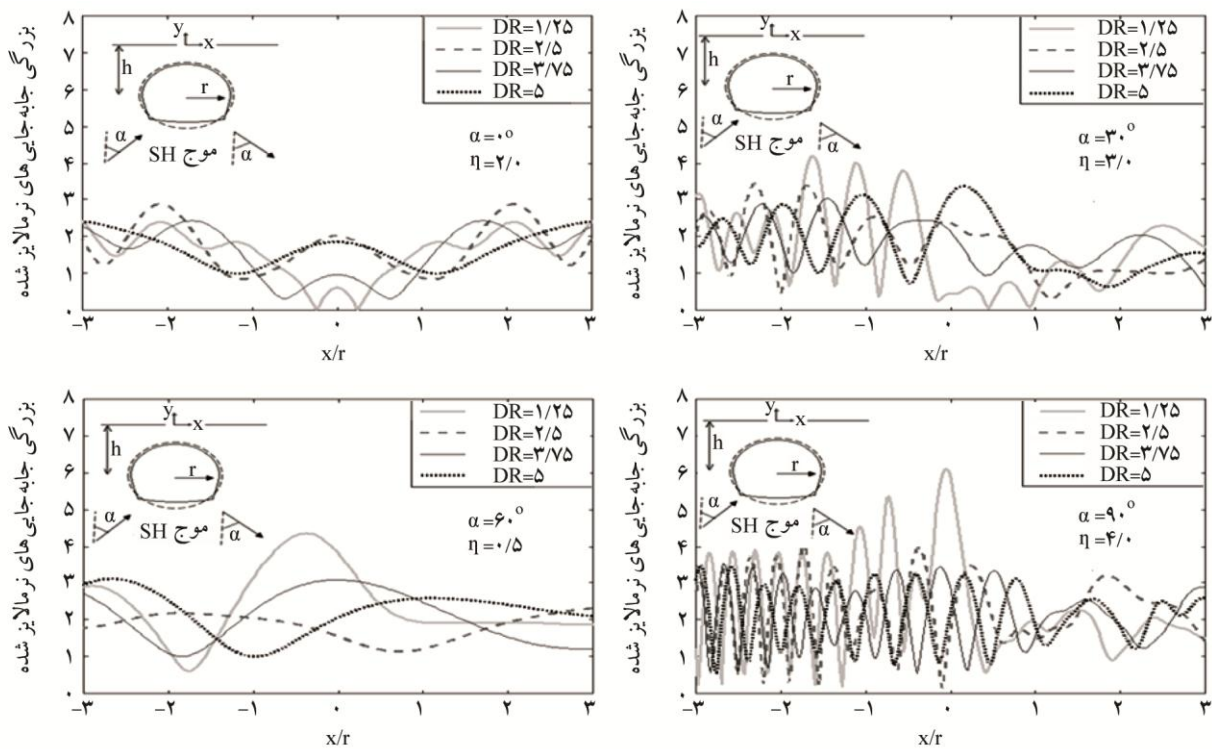 بزرگی جابه‌جایی‌های نرمالایز شده
۸
۷
۶
۵
۴
۳
۲
۱
۰
-۳ -۲ -۱ ۰ ۱ ۲ ۳
x/r
y
x
h
r
α
α
موج SH
DR=۱/۲۵
DR=۲/۵
DR=۳/۷۵
DR=۵
α=۰°
η=۲/۰
بزرگی جابه‌جایی‌های نرمالایز شده
۸
۷
۶
۵
۴
۳
۲
۱
۰
-۳ -۲ -۱ ۰ ۱ ۲ ۳
x/r
y
x
h
r
α
α
موج SH
DR=۱/۲۵
DR=۲/۵
DR=۳/۷۵
DR=۵
α=۳۰°
η=۳/۰
بزرگی جابه‌جایی‌های نرمالایز شده
۸
۷
۶
۵
۴
۳
۲
۱
۰
-۳ -۲ -۱ ۰ ۱ ۲ ۳
x/r
y
x
h
r
α
α
موج SH
DR=۱/۲۵
DR=۲/۵
DR=۳/۷۵
DR=۵
α=۶۰°
η=۰/۵
بزرگی جابه‌جایی‌های نرمالایز شده
۸
۷
۶
۵
۴
۳
۲
۱
۰
-۳ -۲ -۱ ۰ ۱ ۲ ۳
x/r
y
x
h
r
α
α
موج SH
DR=۱/۲۵
DR=۲/۵
DR=۳/۷۵
DR=۵
α=۹۰°
η=۴/۰